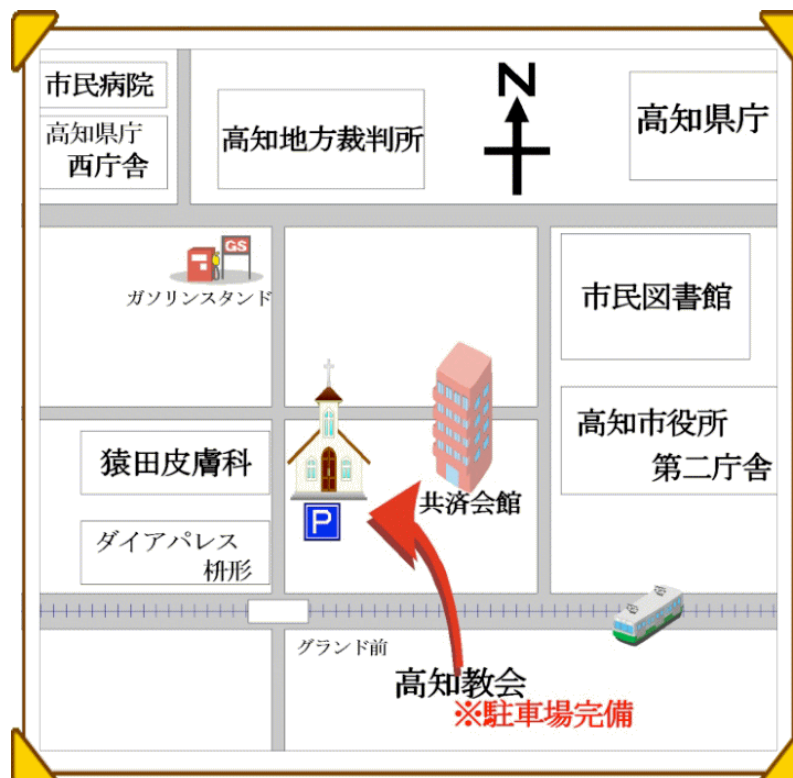 市民病院
高知県庁
西庁舎
高知地方裁判所
N
高知県庁
GS
ガソリンスタンド
市民図書館
高知市役所
第二庁舎
猿田皮膚科
共済会館
P
ダイアパレス
枡形
グランド前
高知教会
※駐車場完備